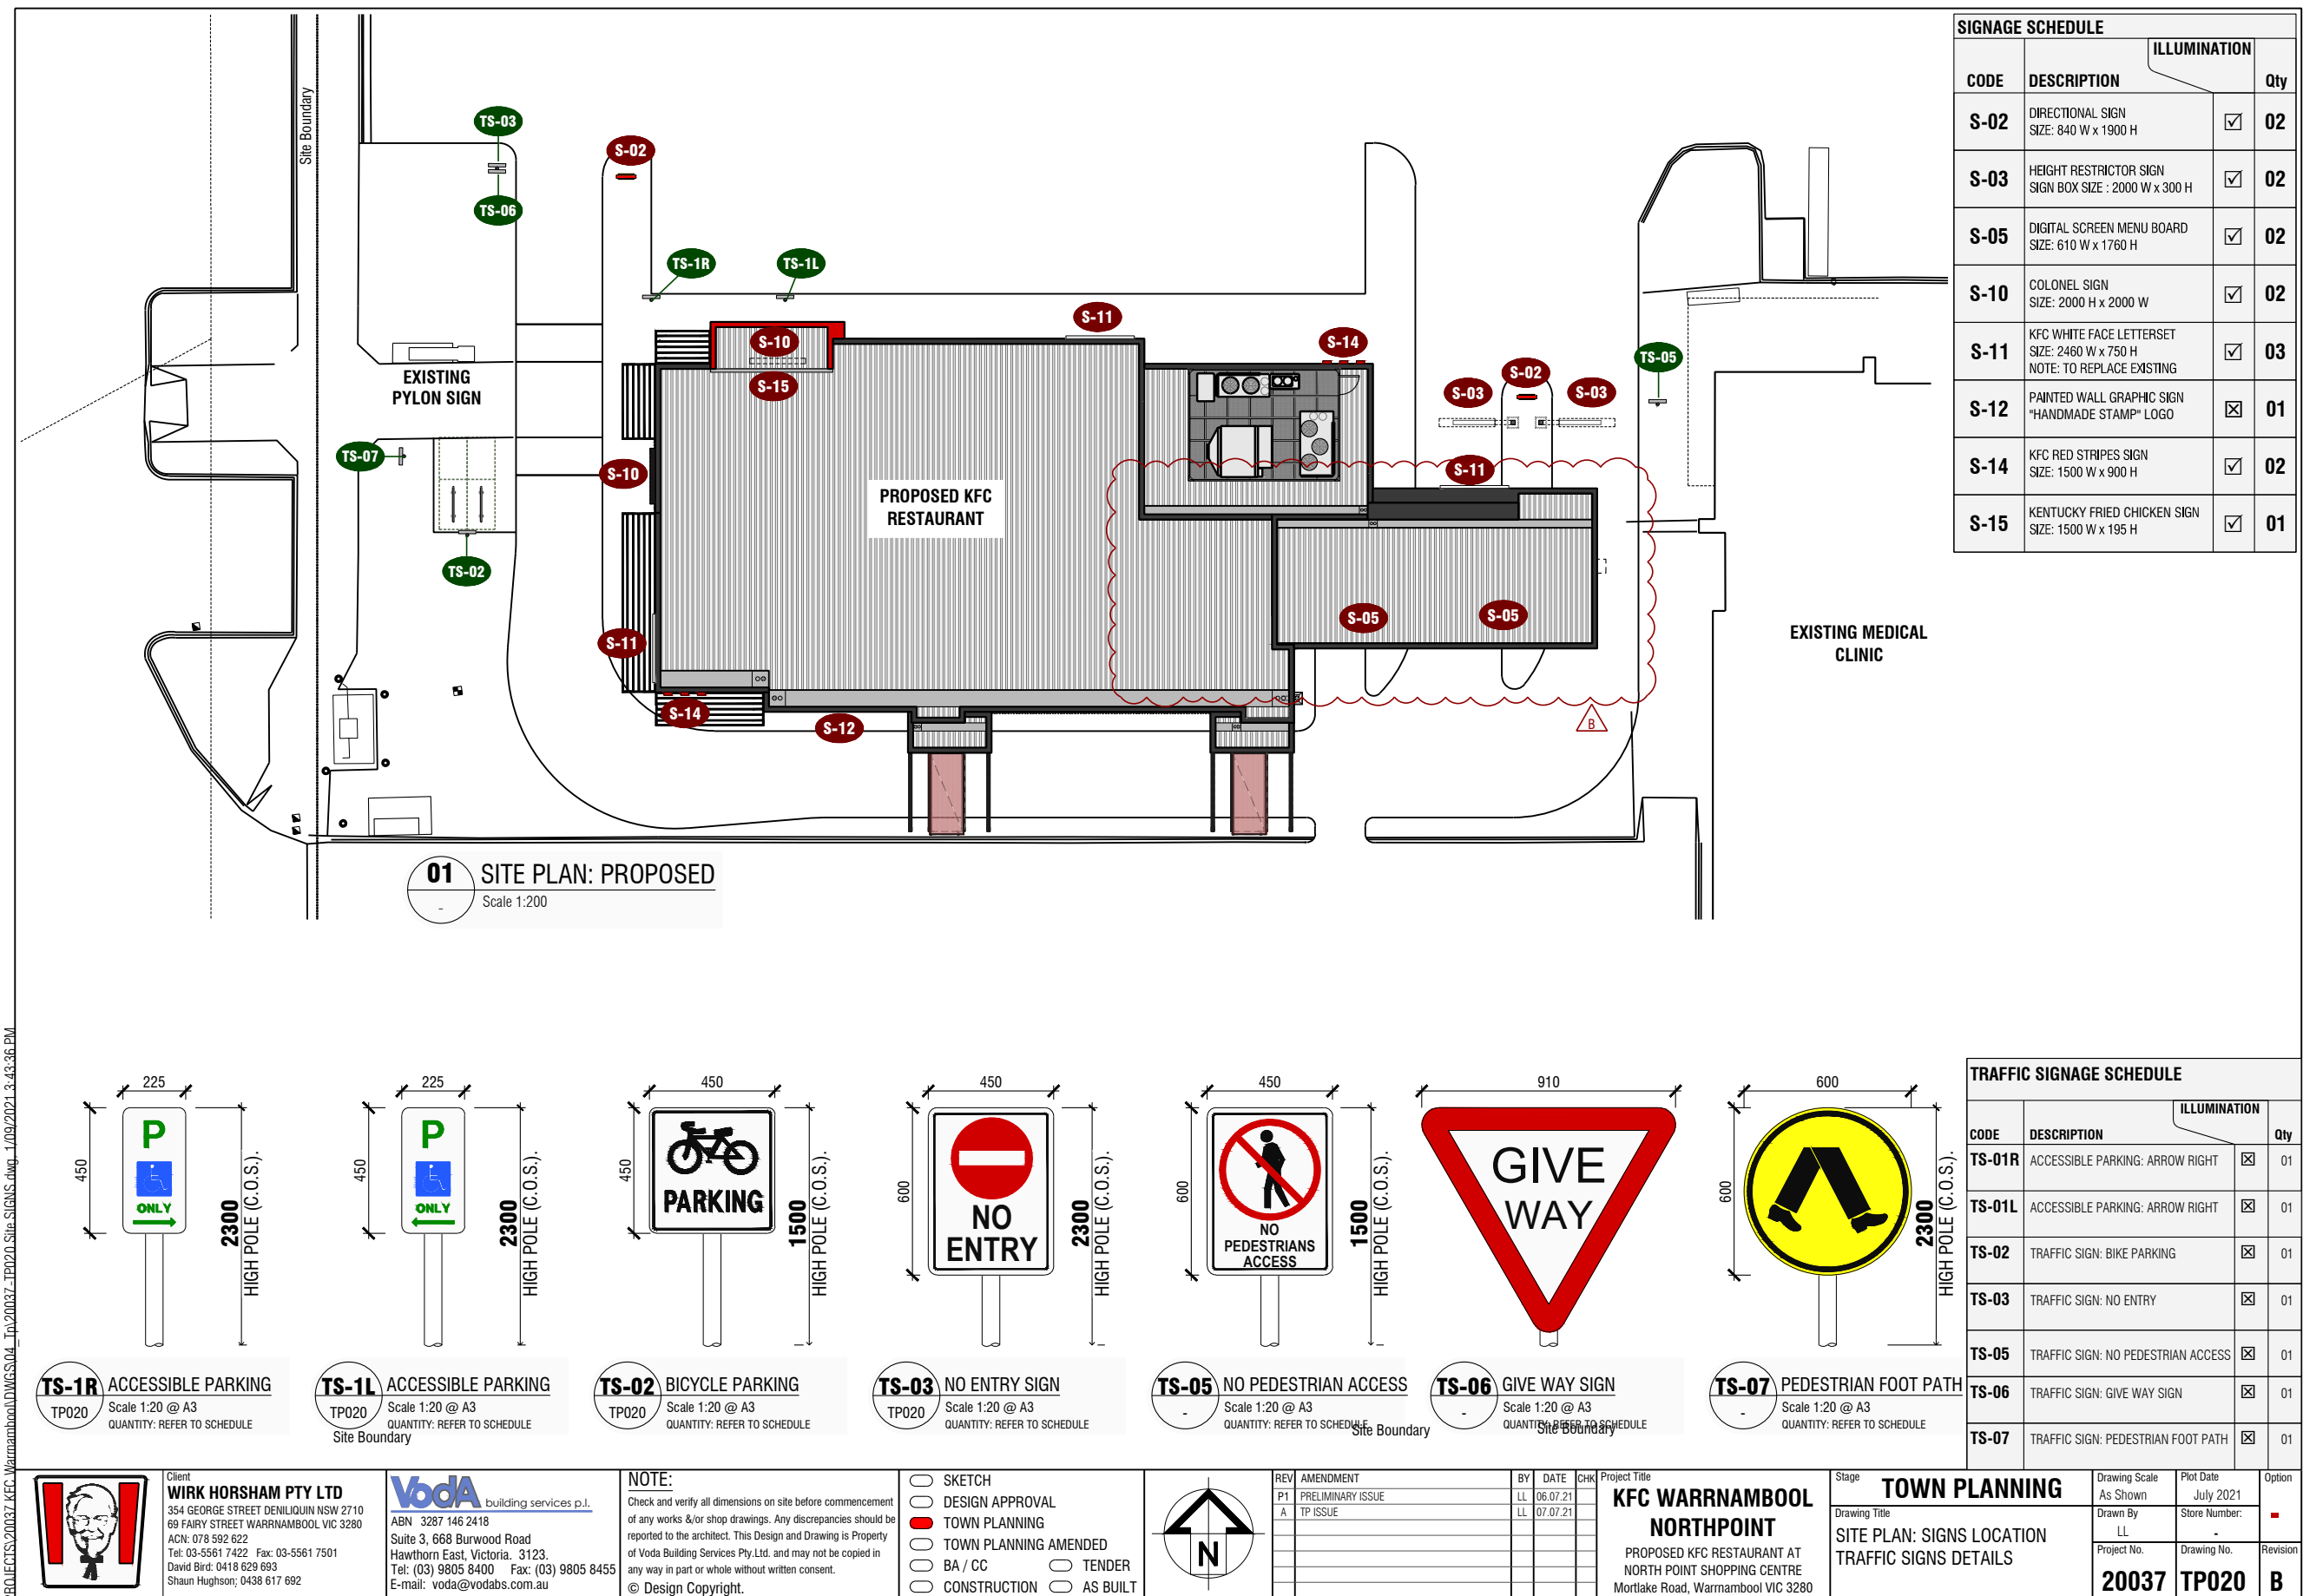 SIGNAGE SCHEDULE
ILLUMINATION
CODE DESCRIPTION Qty
S-02 DIRECTIONAL SIGN
SIZE: 840 W x 1900 H ☑ 02
S-03 HEIGHT RESTRICTOR SIGN
SIGN BOX SIZE : 2000 W x 300 H ☑ 02
S-05 DIGITAL SCREEN MENU BOARD
SIZE: 610 W x 1760 H ☑ 02
S-10 COLONEL SIGN
SIZE: 2000 H x 2000 W ☑ 02
S-11 KFC WHITE FACE LETTERSET
SIZE: 2460 W x 750 H
NOTE: TO REPLACE EXISTING ☑ 03
S-12 PAINTED WALL GRAPHIC SIGN
"HANDMADE STAMP" LOGO ☒ 01
S-14 KFC RED STRIPES SIGN
SIZE: 1500 W x 900 H ☑ 02
S-15 KENTUCKY FRIED CHICKEN SIGN
SIZE: 1500 W x 195 H ☑ 01
Site Boundary
TS-03
S-02
TS-06
TS-1R
TS-1L
S-11
S-10
S-14
TS-05
S-15
S-02
S-03
S-03
EXISTING
PYLON SIGN
TS-07
S-10
S-11
PROPOSED KFC
RESTAURANT
TS-02
S-05
S-05
S-11
EXISTING MEDICAL
CLINIC
S-14
S-12
B
01 SITE PLAN: PROPOSED
- Scale 1:200
225
450
P
ONLY
2300
HIGH POLE (C.O.S.).
TS-1R ACCESSIBLE PARKING
TP020 Scale 1:20 @ A3
QUANTITY: REFER TO SCHEDULE
225
450
P
ONLY
2300
HIGH POLE (C.O.S.).
TS-1L ACCESSIBLE PARKING
TP020 Scale 1:20 @ A3
QUANTITY: REFER TO SCHEDULE
Site Boundary
450
450
PARKING
1500
HIGH POLE (C.O.S.).
TS-02 BICYCLE PARKING
TP020 Scale 1:20 @ A3
QUANTITY: REFER TO SCHEDULE
450
600
NO
ENTRY
2300
HIGH POLE (C.O.S.).
TS-03 NO ENTRY SIGN
TP020 Scale 1:20 @ A3
QUANTITY: REFER TO SCHEDULE
450
600
NO
PEDESTRIANS
ACCESS
1500
HIGH POLE (C.O.S.).
TS-05 NO PEDESTRIAN ACCESS
- Scale 1:20 @ A3
QUANTITY: REFER TO SCHEDULE
Site Boundary
910
GIVE
WAY
TS-06 GIVE WAY SIGN
- Scale 1:20 @ A3
QUANTITY: REFER TO SCHEDULE
Site Boundary
600
600
2300
HIGH POLE (C.O.S.).
TS-07 PEDESTRIAN FOOT PATH
- Scale 1:20 @ A3
QUANTITY: REFER TO SCHEDULE
TRAFFIC SIGNAGE SCHEDULE
ILLUMINATION
CODE DESCRIPTION Qty
TS-01R ACCESSIBLE PARKING: ARROW RIGHT ☒ 01
TS-01L ACCESSIBLE PARKING: ARROW RIGHT ☒ 01
TS-02 TRAFFIC SIGN: BIKE PARKING ☒ 01
TS-03 TRAFFIC SIGN: NO ENTRY ☒ 01
TS-05 TRAFFIC SIGN: NO PEDESTRIAN ACCESS ☒ 01
TS-06 TRAFFIC SIGN: GIVE WAY SIGN ☒ 01
TS-07 TRAFFIC SIGN: PEDESTRIAN FOOT PATH ☒ 01
PROJECTS\20037 KFC Warrnambool\DWGS\04_Tp\20037-TP020 Site SIGNS.dwg, 1/09/2021 3:43:36 PM
Client
WIRK HORSHAM PTY LTD
354 GEORGE STREET DENILIQUIN NSW 2710
69 FAIRY STREET WARRNAMBOOL VIC 3280
ACN: 078 592 622
Tel: 03-5561 7422 Fax: 03-5561 7501
David Bird: 0418 629 693
Shaun Hughson; 0438 617 692
VodA building services p.l.
ABN 3287 146 2418
Suite 3, 668 Burwood Road
Hawthorn East, Victoria. 3123.
Tel: (03) 9805 8400 Fax: (03) 9805 8455
E-mail: voda@vodabs.com.au
NOTE:
Check and verify all dimensions on site before commencement
of any works &/or shop drawings. Any discrepancies should be
reported to the architect. This Design and Drawing is Property
of Voda Building Services Pty.Ltd. and may not be copied in
any way in part or whole without written consent.
© Design Copyright.
SKETCH
DESIGN APPROVAL
TOWN PLANNING
TOWN PLANNING AMENDED
BA / CC TENDER
CONSTRUCTION AS BUILT
N
REV AMENDMENT BY DATE CHK
P1 PRELIMINARY ISSUE LL 06.07.21
A TP ISSUE LL 07.07.21
Project Title
KFC WARRNAMBOOL
NORTHPOINT
PROPOSED KFC RESTAURANT AT
NORTH POINT SHOPPING CENTRE
Mortlake Road, Warrnambool VIC 3280
Stage TOWN PLANNING
Drawing Title
SITE PLAN: SIGNS LOCATION
TRAFFIC SIGNS DETAILS
Drawing Scale Plot Date Option
As Shown July 2021
Drawn By Store Number:
LL - -
Project No. Drawing No. Revision
20037 TP020 B